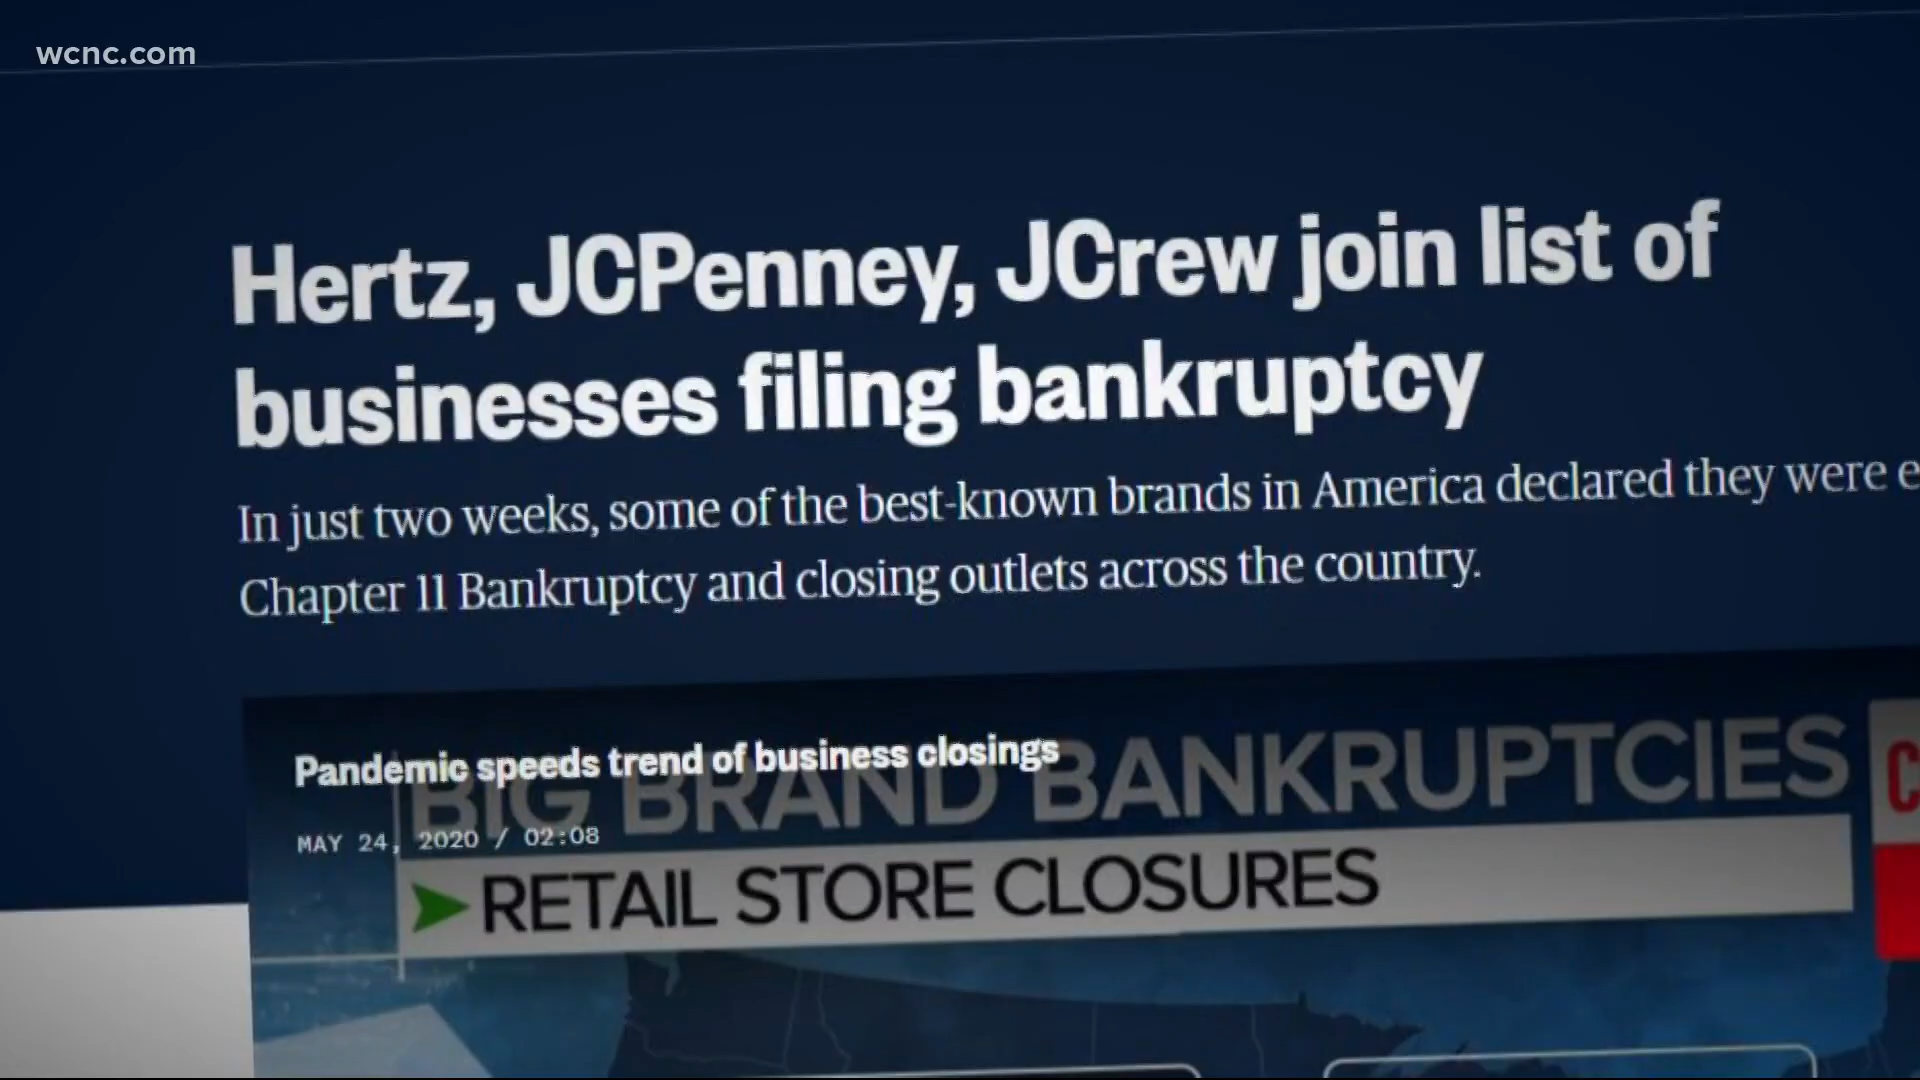 wcnc.com
Hertz, JCPenney, JCrew join list of
businesses filing bankruptcy
In just two weeks, some of the best-known brands in America declared they were
Chapter 11 Bankruptcy and closing outlets across the country.
Pandemic speeds trend of business closings
BIG BRAND BANKRUPTCIES
MAY 24, 2020 / 02:08
RETAIL STORE CLOSURES